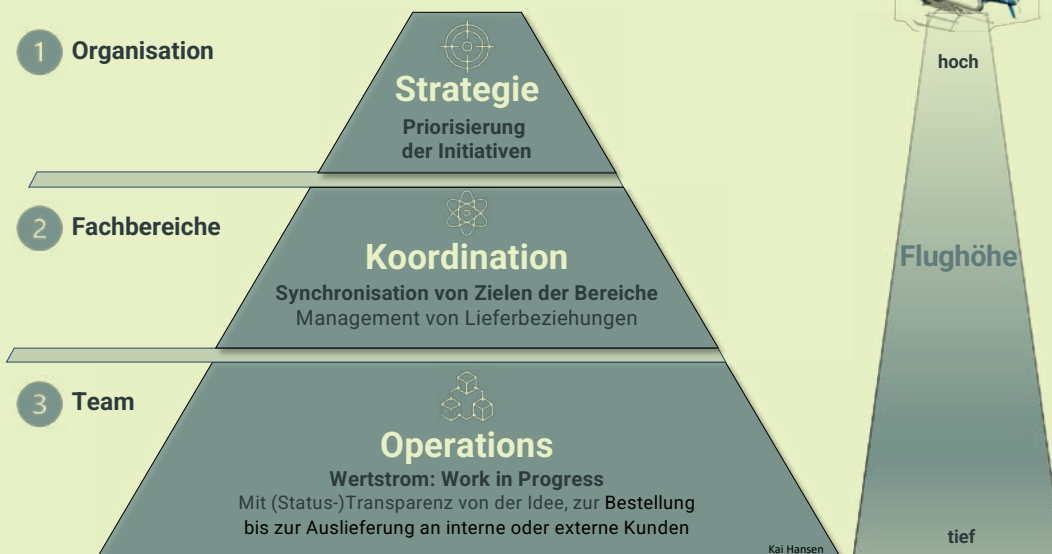 1 Organisation
Strategie
Priorisierung
der Initiativen
2 Fachbereiche
Koordination
Synchronisation von Zielen der Bereiche
Management von Lieferbeziehungen
3 Team
Operations
Wertstrom: Work in Progress
Mit (Status-)Transparenz von der Idee, zur Bestellung
bis zur Auslieferung an interne oder externe Kunden
Kai Hansen
hoch
Flughöhe
tief